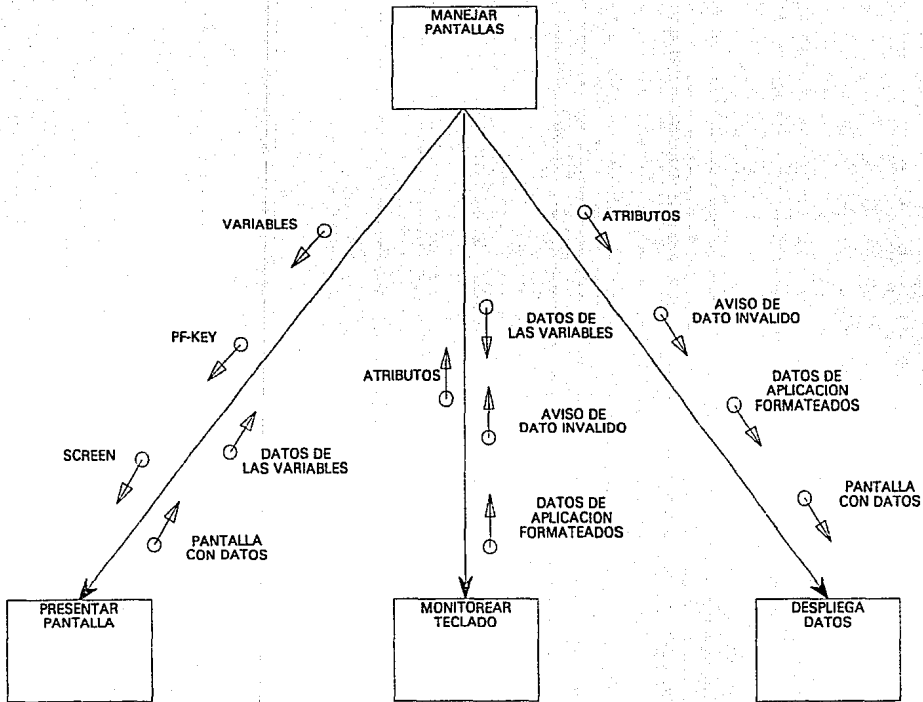 MANEJAR
PANTALLAS
VARIABLES
PF-KEY
SCREEN
DATOS DE
LAS VARIABLES
PANTALLA
CON DATOS
ATRIBUTOS
DATOS DE
LAS VARIABLES
AVISO DE
DATO INVALIDO
DATOS DE
APLICACION
FORMATEADOS
ATRIBUTOS
AVISO DE
DATO INVALIDO
DATOS DE
APLICACION
FORMATEADOS
PANTALLA
CON DATOS
PRESENTAR
PANTALLA
MONITOREAR
TECLADO
DESPLIEGA
DATOS